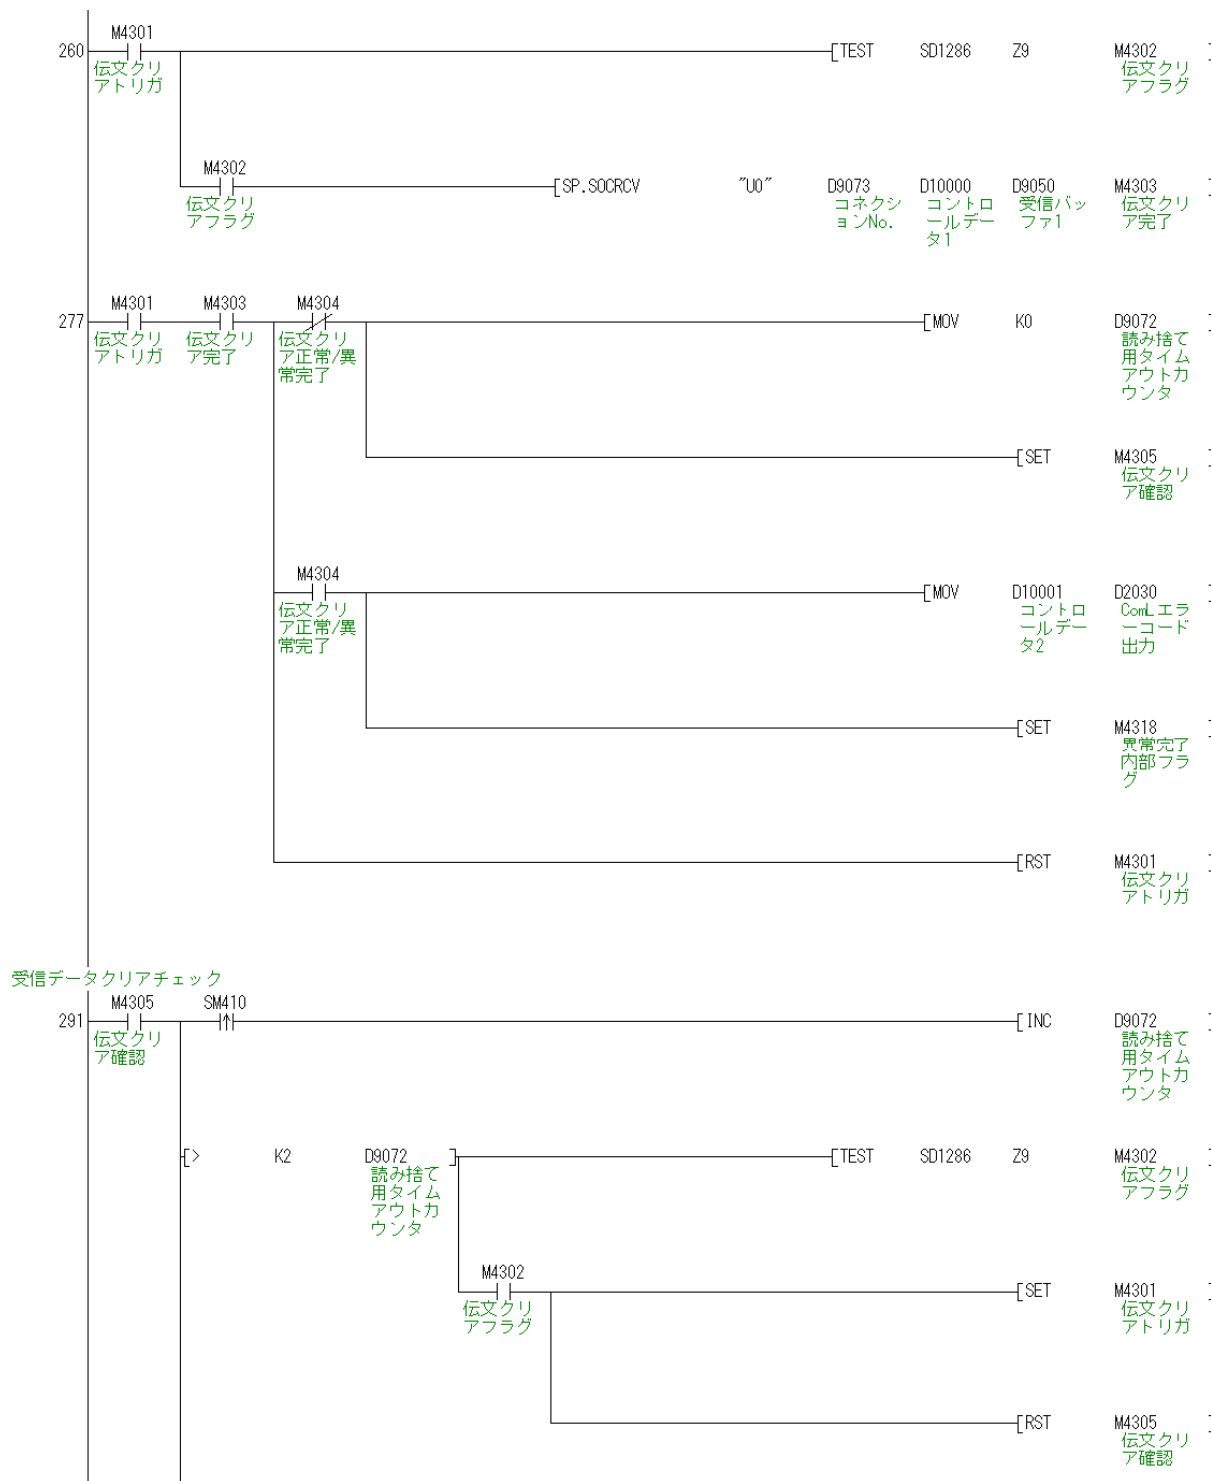 M4301
260 [TEST SD1286 Z9 M4302 ]
伝文クリ 伝文クリ
アトリガ アフラグ
M4302
[SP.SOCRCV "U0" D9073 D10000 D9050 M4303 ]
伝文クリ コネクシ コントロ 受信バッ 伝文クリ
アフラグ ョンNo. ールデー ファ1 ア完了
タ1
M4301 M4303 M4304
277 [MOV K0 D9072 ]
伝文クリ 伝文クリ 伝文クリ 読み捨て
アトリガ ア完了 ア正常/異 用タイム
常完了 アウトカ
ウンタ
[SET M4305 ]
伝文クリ
ア確認
M4304
[MOV D10001 D2030 ]
伝文クリ コントロ ComLエラ
ア正常/異 ールデー ーコード
常完了 タ2 出力
[SET M4318 ]
異常完了
内部フラ
グ
[RST M4301 ]
伝文クリ
アトリガ
受信データクリアチェック
M4305 SM410
291 [INC D9072 ]
伝文クリ 読み捨て
ア確認 用タイム
アウトカ
ウンタ
[> K2 D9072 ] [TEST SD1286 Z9 M4302 ]
読み捨て 伝文クリ
用タイム アフラグ
アウトカ
ウンタ
M4302
[SET M4301 ]
伝文クリ 伝文クリ
アフラグ アトリガ
[RST M4305 ]
伝文クリ
ア確認